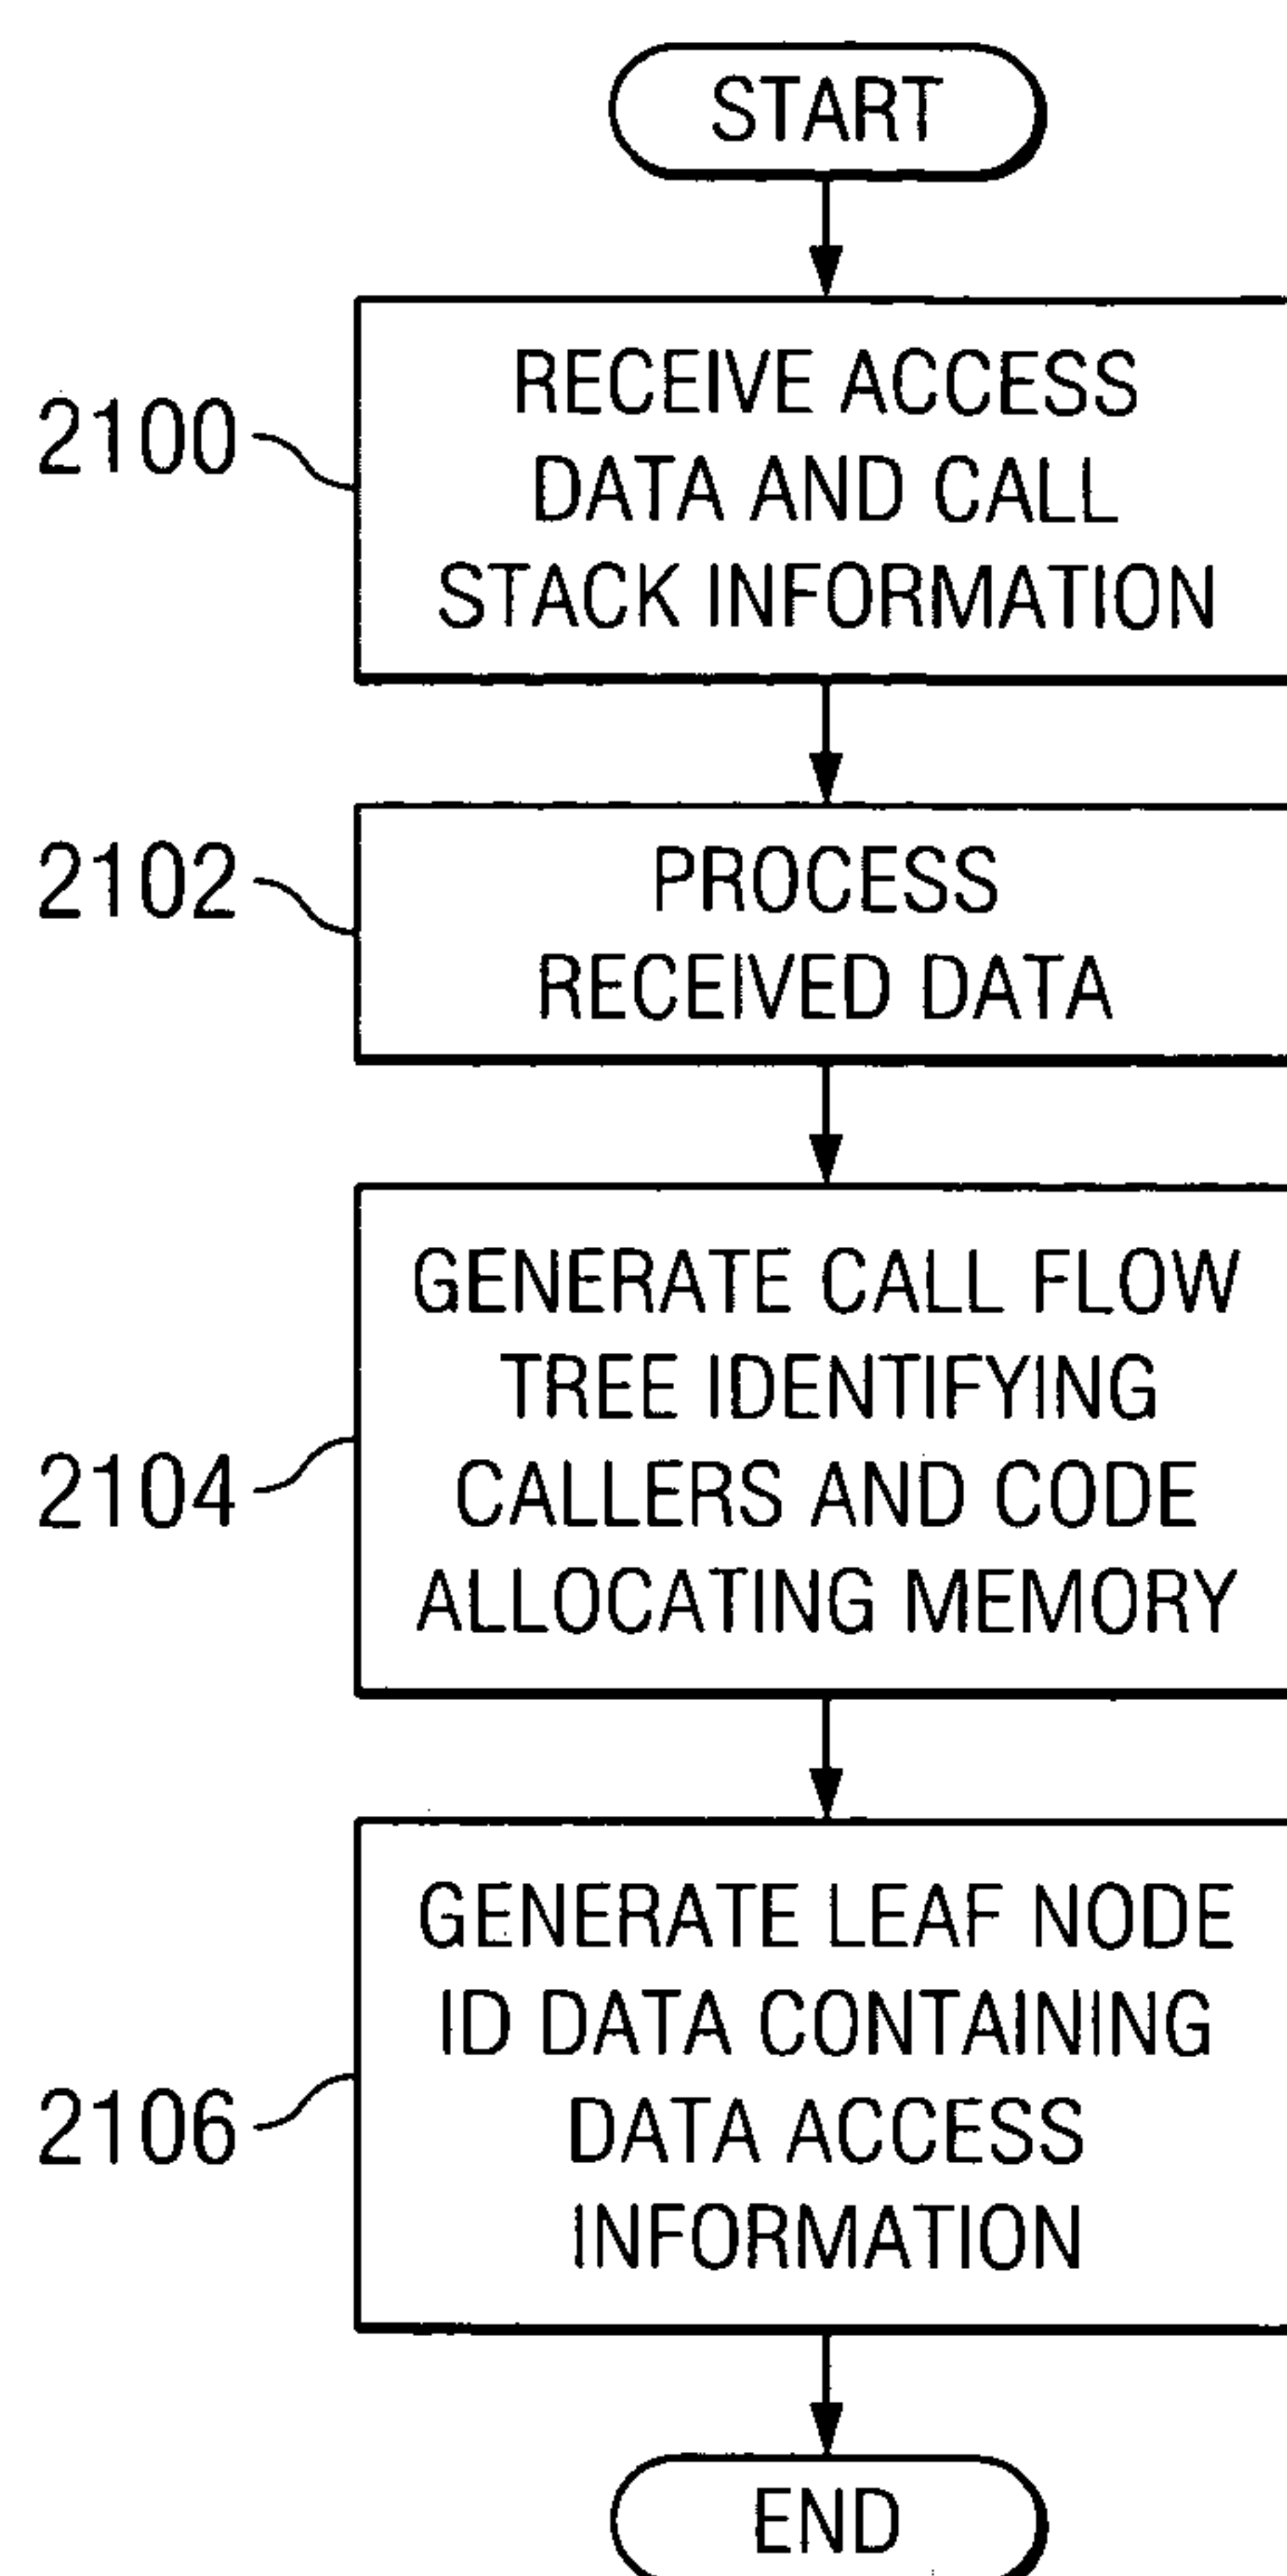 START
2100
RECEIVE ACCESS
DATA AND CALL
STACK INFORMATION
2102
PROCESS
RECEIVED DATA
2104
GENERATE CALL FLOW
TREE IDENTIFYING
CALLERS AND CODE
ALLOCATING MEMORY
2106
GENERATE LEAF NODE
ID DATA CONTAINING
DATA ACCESS
INFORMATION
END